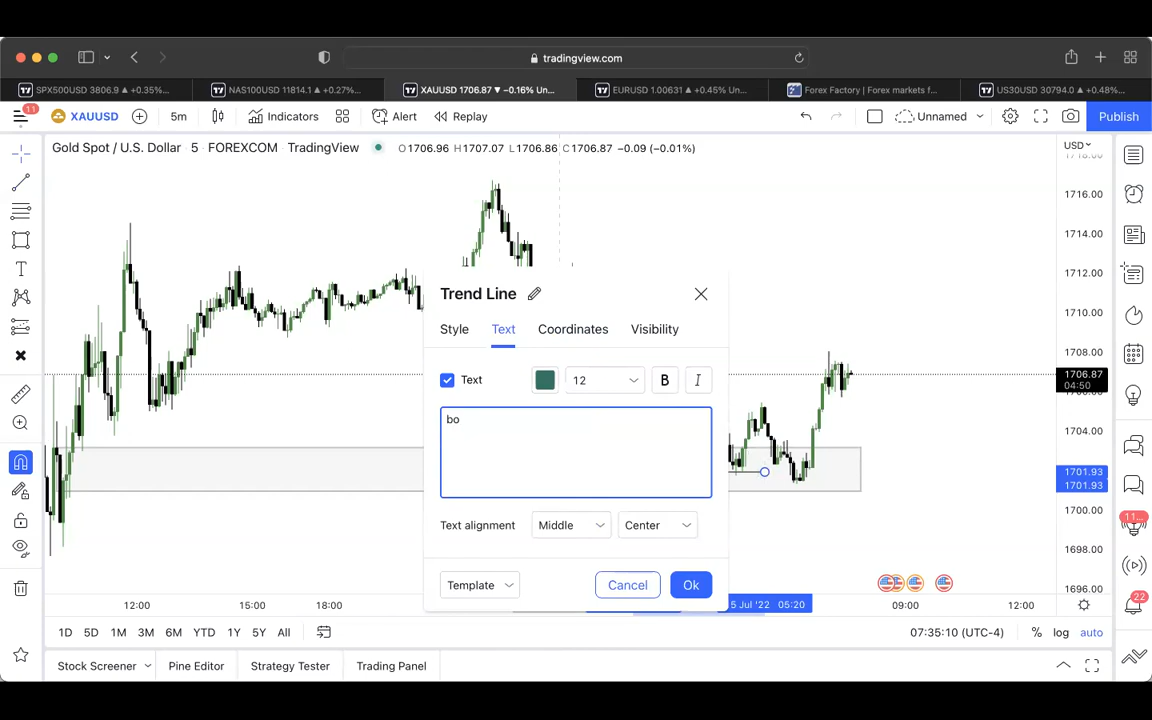 tradingview.com
SPX500USD 3806.9 ▲ +0.35%...
NAS100USD 11814.1 ▲ +0.27%...
XAUUSD 1706.87 ▼ −0.16% Un...
EURUSD 1.00631 ▲ +0.45% Un...
Forex Factory | Forex markets f...
US30USD 30794.0 ▲ +0.48%...
11
XAUUSD
5m
Indicators
Alert
Replay
Unnamed
Publish
Gold Spot / U.S. Dollar · 5 · FOREXCOM · TradingView
O1706.96 H1707.07 L1706.86 C1706.87 −0.09 (−0.01%)
USD
1718.00
1716.00
1714.00
1712.00
1710.00
1708.00
1706.87
04:50
1704.00
1701.93
1701.93
1700.00
1698.00
1696.00
Trend Line
Style
Text
Coordinates
Visibility
Text
12
B
I
bo
Text alignment
Middle
Center
Template
Cancel
Ok
12:00
15:00
18:00
5 Jul '22 05:20
09:00
12:00
1D
5D
1M
3M
6M
YTD
1Y
5Y
All
07:35:10 (UTC-4)
%
log
auto
Stock Screener
Pine Editor
Strategy Tester
Trading Panel
11...
22